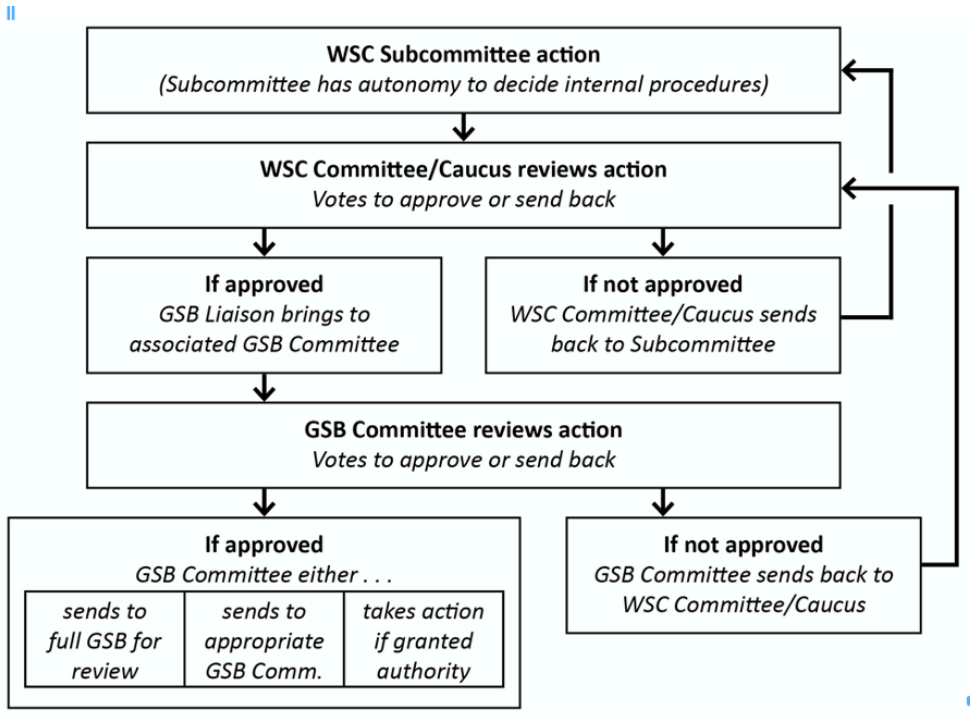 WSC Subcommittee action
(Subcommittee has autonomy to decide internal procedures)
WSC Committee/Caucus reviews action
Votes to approve or send back
If approved
GSB Liaison brings to
associated GSB Committee
If not approved
WSC Committee/Caucus sends
back to Subcommittee
GSB Committee reviews action
Votes to approve or send back
If approved
GSB Committee either . . .
sends to
full GSB for
review
sends to
appropriate
GSB Comm.
takes action
if granted
authority
If not approved
GSB Committee sends back to
WSC Committee/Caucus